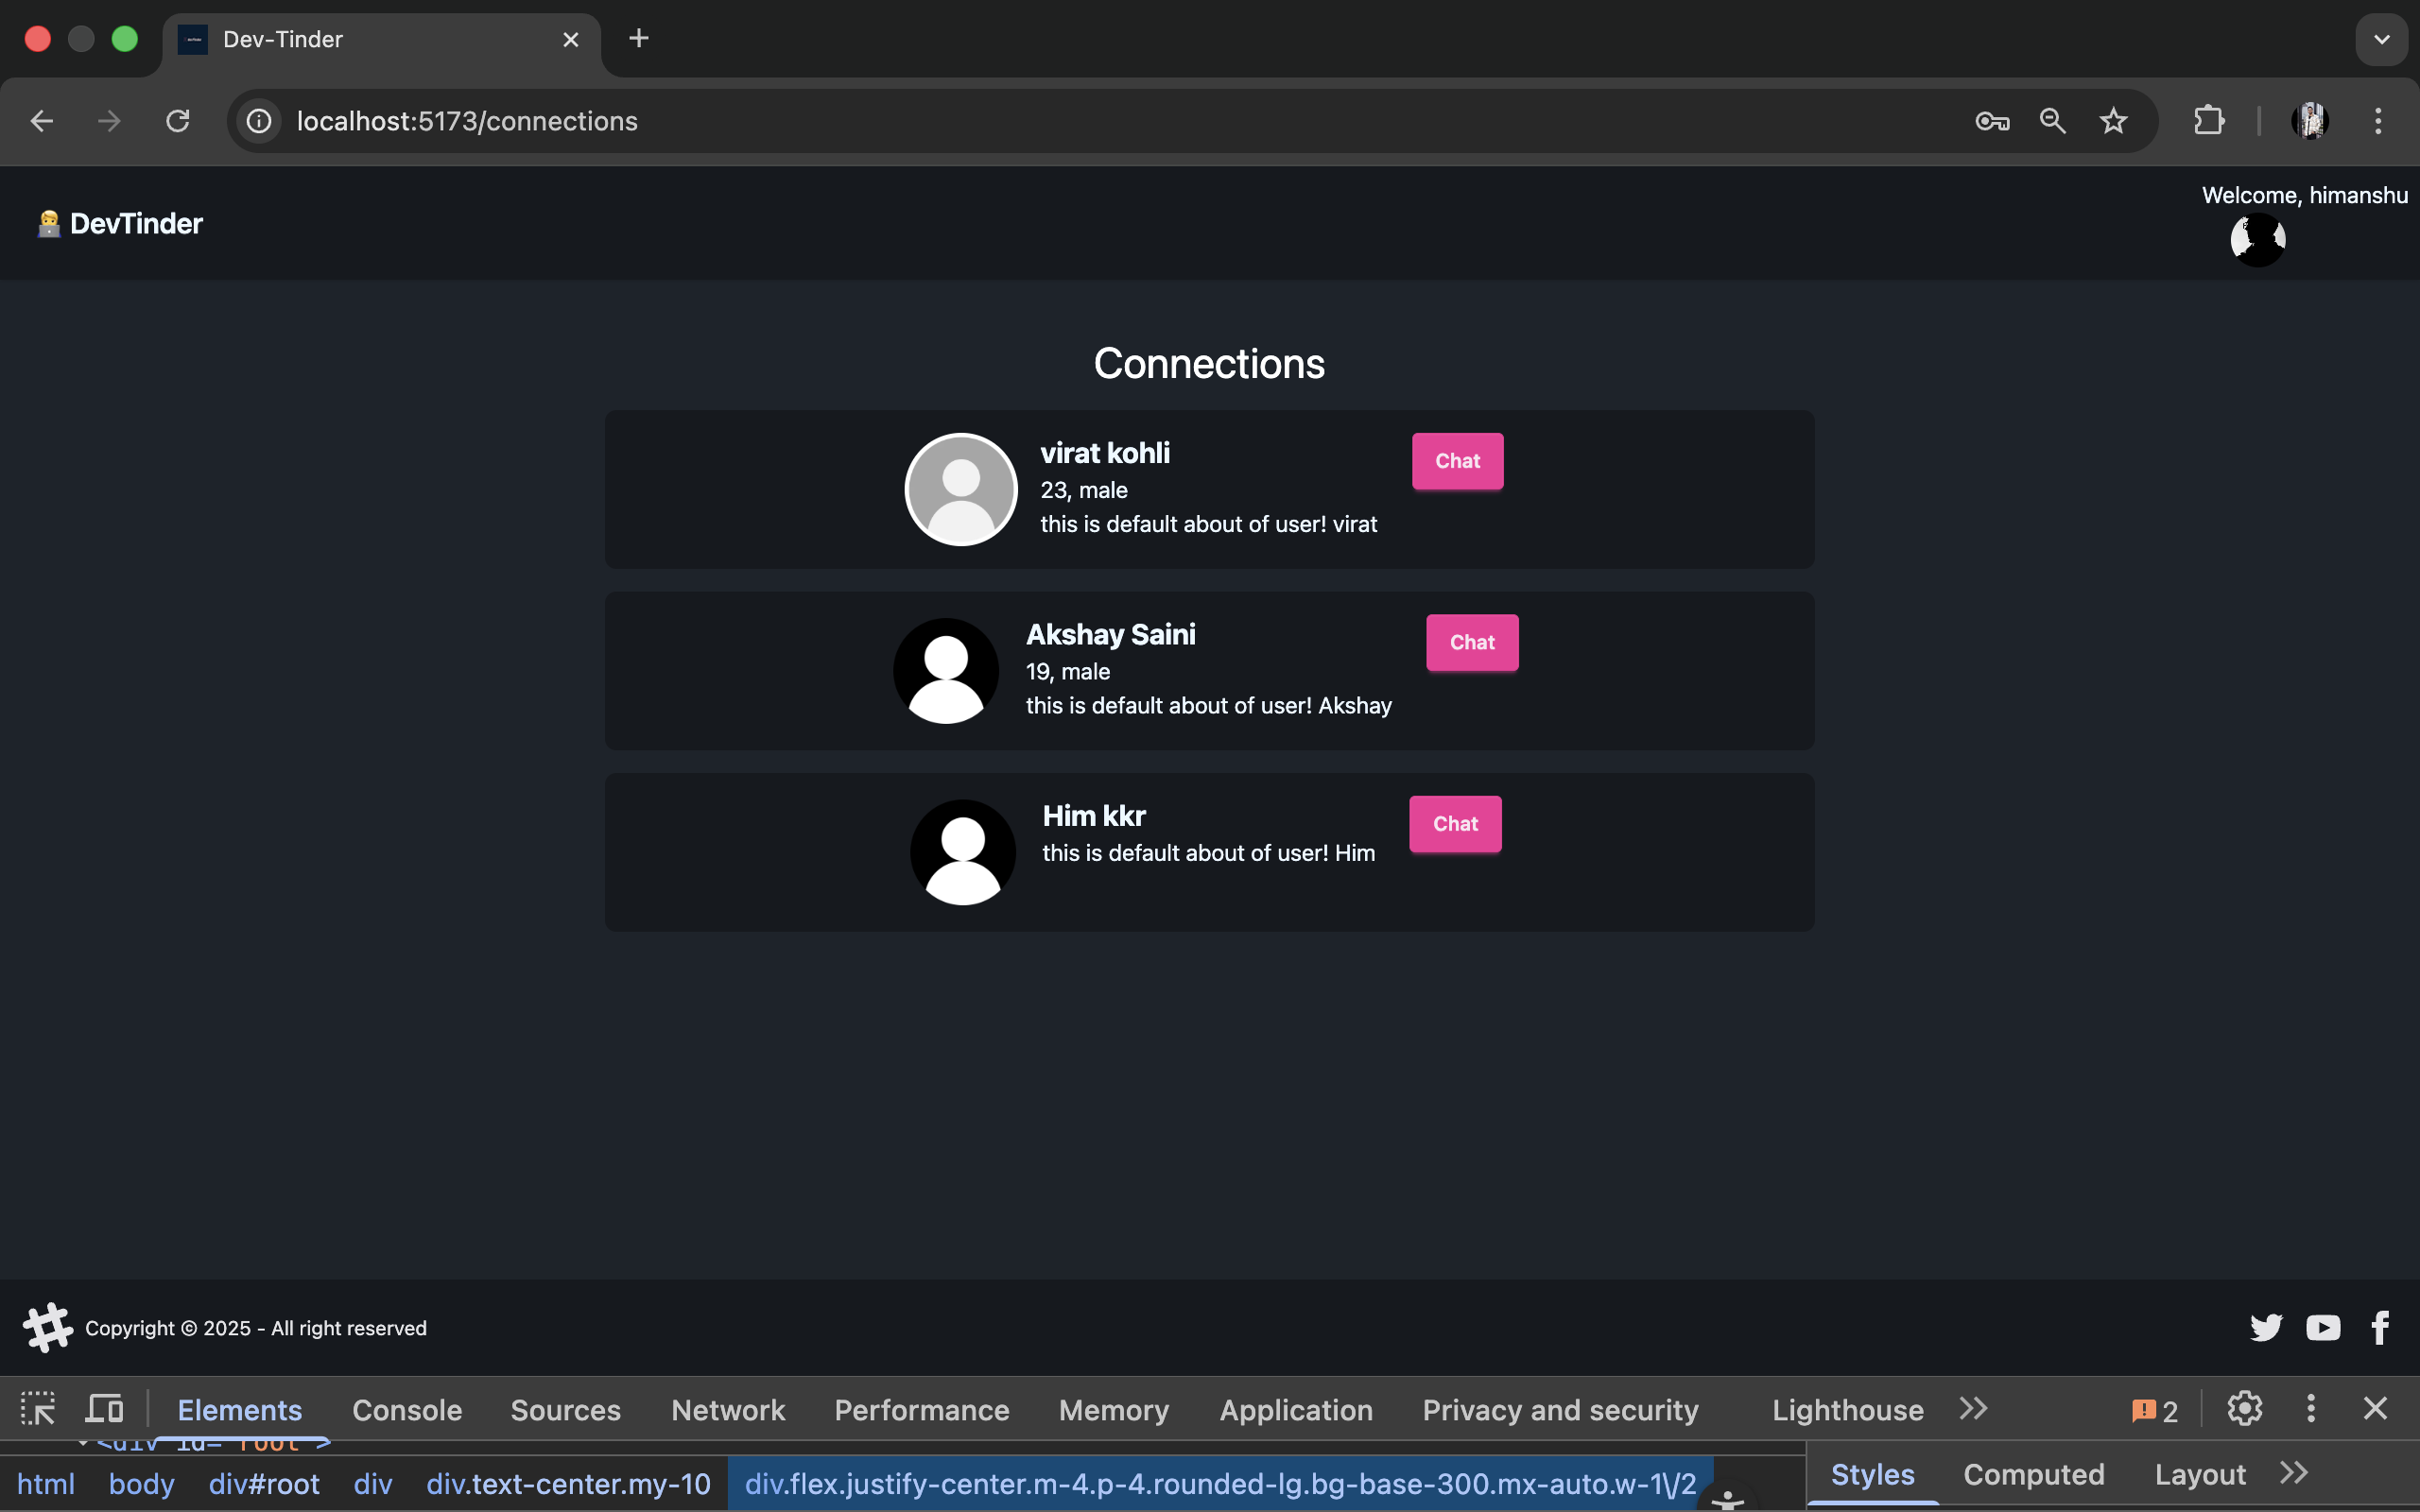 Dev-Tinder
localhost:5173/connections
DevTinder
Welcome, himanshu
Connections
virat kohli
23, male
this is default about of user! virat
Chat
Akshay Saini
19, male
this is default about of user! Akshay
Chat
Him kkr
this is default about of user! Him
Chat
Copyright © 2025 - All right reserved
Elements Console Sources Network Performance Memory Application Privacy and security Lighthouse 2
<div id="root">
html body div#root div div.text-center.my-10 div.flex.justify-center.m-4.p-4.rounded-lg.bg-base-300.mx-auto.w-1\/2
Styles Computed Layout